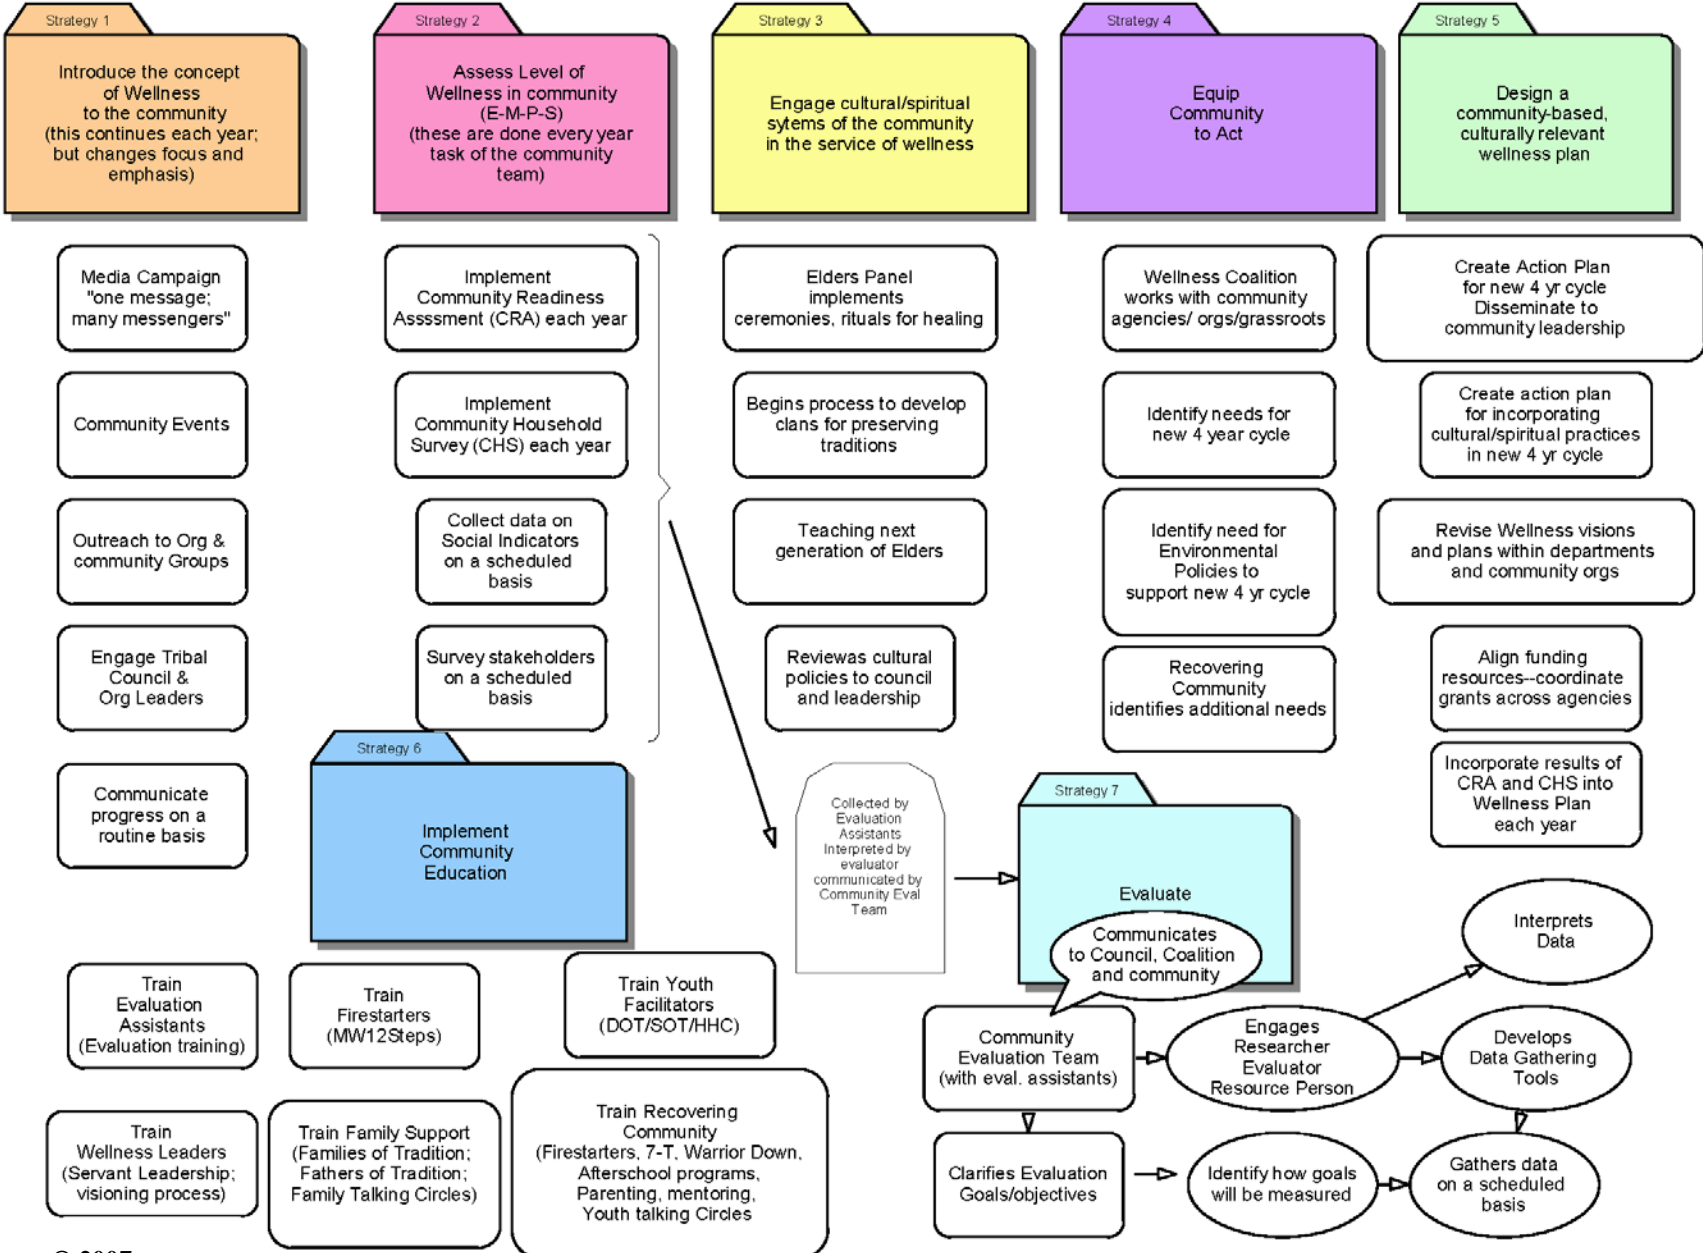 Strategy 1
Introduce the concept
of Wellness
to the community
(this continues each year;
but changes focus and
emphasis)
Media Campaign
"one message;
many messengers"
Community Events
Outreach to Org &
community Groups
Engage Tribal
Council &
Org Leaders
Communicate
progress on a
routine basis
Strategy 2
Assess Level of
Wellness in community
(E-M-P-S)
(these are done every year
task of the community
team)
Implement
Community Readiness
Asssment (CRA) each year
Implement
Community Household
Survey (CHS) each year
Collect data on
Social Indicators
on a scheduled
basis
Survey stakeholders
on a scheduled
basis
Strategy 3
Engage cultural/spiritual
sytems of the community
in the service of wellness
Elders Panel
implements
ceremonies, rituals for healing
Begins process to develop
clans for preserving
traditions
Teaching next
generation of Elders
Reviewas cultural
policies to council
and leadership
Strategy 4
Equip
Community
to Act
Wellness Coalition
works with community
agencies/ orgs/grassroots
Identify needs for
new 4 year cycle
Identify need for
Environmental
Policies to
support new 4 yr cycle
Recovering
Community
identifies additional needs
Strategy 5
Design a
community-based,
culturally relevant
wellness plan
Create Action Plan
for new 4 yr cycle
Disseminate to
community leadership
Create action plan
for incorporating
cultural/spiritual practices
in new 4 yr cycle
Revise Wellness visions
and plans within departments
and community orgs
Align funding
resources--coordinate
grants across agencies
Incorporate results of
CRA and CHS into
Wellness Plan
each year
Strategy 6
Implement
Community
Education
Train
Evaluation
Assistants
(Evaluation training)
Train
Firestarters
(MW12Steps)
Train Youth
Facilitators
(DOT/SOT/HHC)
Train
Wellness Leaders
(Servant Leadership;
visioning process)
Train Family Support
(Families of Tradition;
Fathers of Tradition;
Family Talking Circles)
Train Recovering
Community
(Firestarters, 7-T, Warrior Down,
Afterschool programs,
Parenting, mentoring,
Youth talking Circles
Collected by
Evaluation
Assistants
Interpreted by
evaluator
communicated by
Community Eval
Team
Strategy 7
Evaluate
Communicates
to Council, Coalition
and community
Community
Evaluation Team
(with eval. assistants)
Engages
Researcher
Evaluator
Resource Person
Interprets
Data
Develops
Data Gathering
Tools
Clarifies Evaluation
Goals/objectives
Identify how goals
will be measured
Gathers data
on a scheduled
basis
© 2007